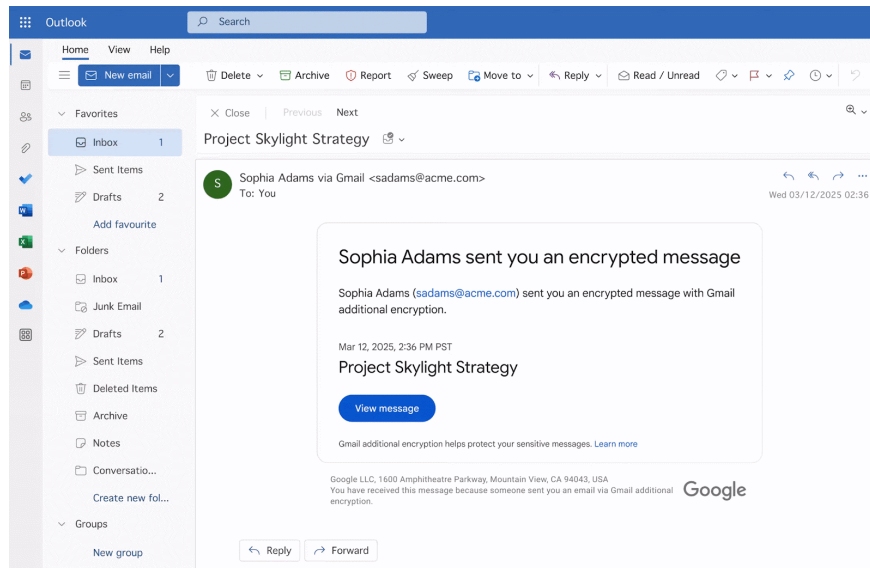 Outlook
Search
Home View Help
New email
Delete
Archive
Report
Sweep
Move to
Reply
Read / Unread
Favorites
Inbox 1
Sent Items
Drafts 2
Add favourite
Folders
Inbox 1
Junk Email
Drafts 2
Sent Items
Deleted Items
Archive
Notes
Conversatio...
Create new fol...
Groups
New group
Close
Previous
Next
Project Skylight Strategy
S
Sophia Adams via Gmail <sadams@acme.com>
To: You
Wed 03/12/2025 02:36
Sophia Adams sent you an encrypted message
Sophia Adams (sadams@acme.com) sent you an encrypted message with Gmail
additional encryption.
Mar 12, 2025, 2:36 PM PST
Project Skylight Strategy
View message
Gmail additional encryption helps protect your sensitive messages. Learn more
Google LLC, 1600 Amphitheatre Parkway, Mountain View, CA 94043, USA
You have received this message because someone sent you an email via Gmail additional
encryption.
Google
Reply
Forward